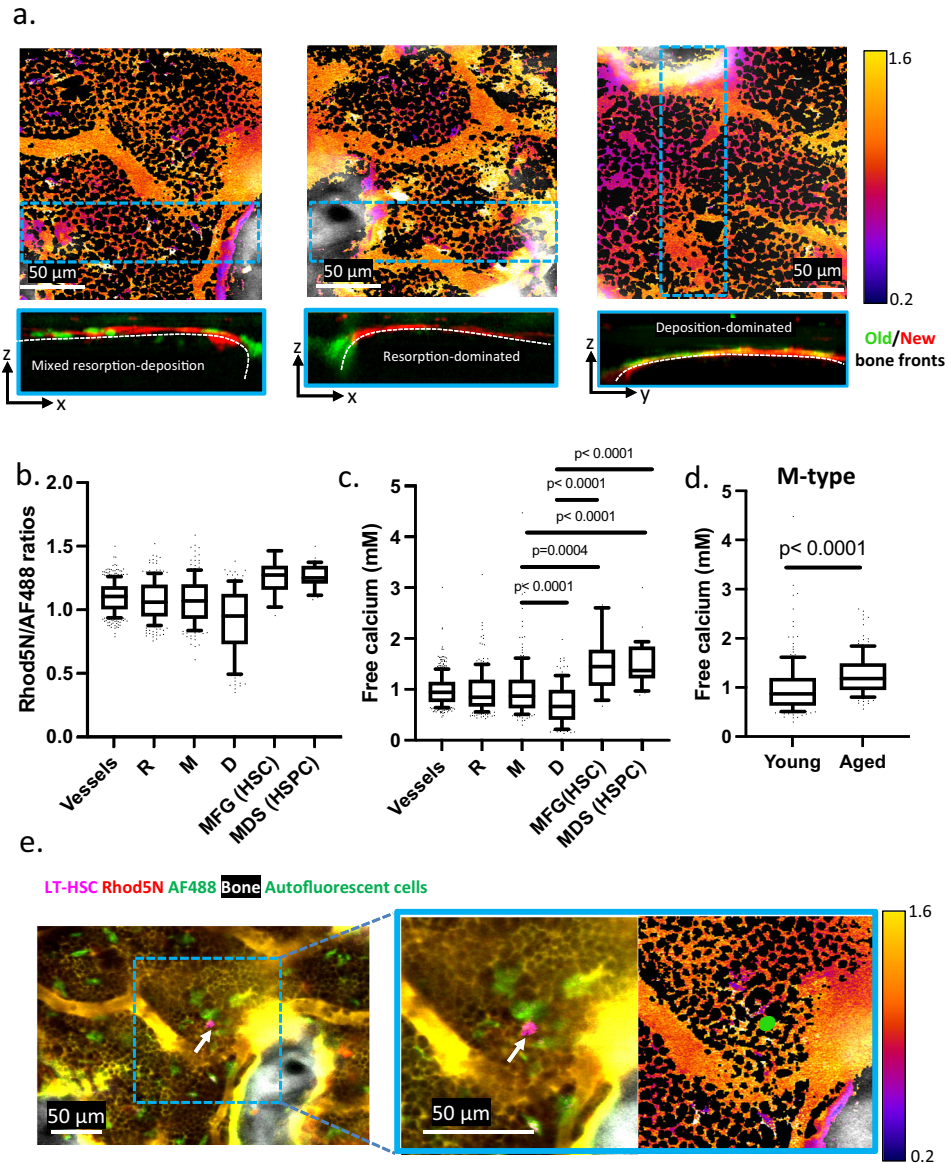 a.
1.6
0.2
50 µm
50 µm
50 µm
z
x
Mixed resorption-deposition
z
x
Resorption-dominated
z
y
Deposition-dominated
Old/New
bone fronts
b.
Rhod5N/AF488 ratios
2.0
1.5
1.0
0.5
0.0
Vessels
R
M
D
MFG (HSC)
MDS (HSPC)
c.
Free calcium (mM)
5
4
3
2
1
0
p< 0.0001
p< 0.0001
p< 0.0001
p=0.0004
p< 0.0001
Vessels
R
M
D
MFG(HSC)
MDS (HSPC)
d.
M-type
Free calcium (mM)
5
4
3
2
1
0
p< 0.0001
Young
Aged
e.
LT-HSC Rhod5N AF488 Bone Autofluorescent cells
50 µm
50 µm
1.6
0.2